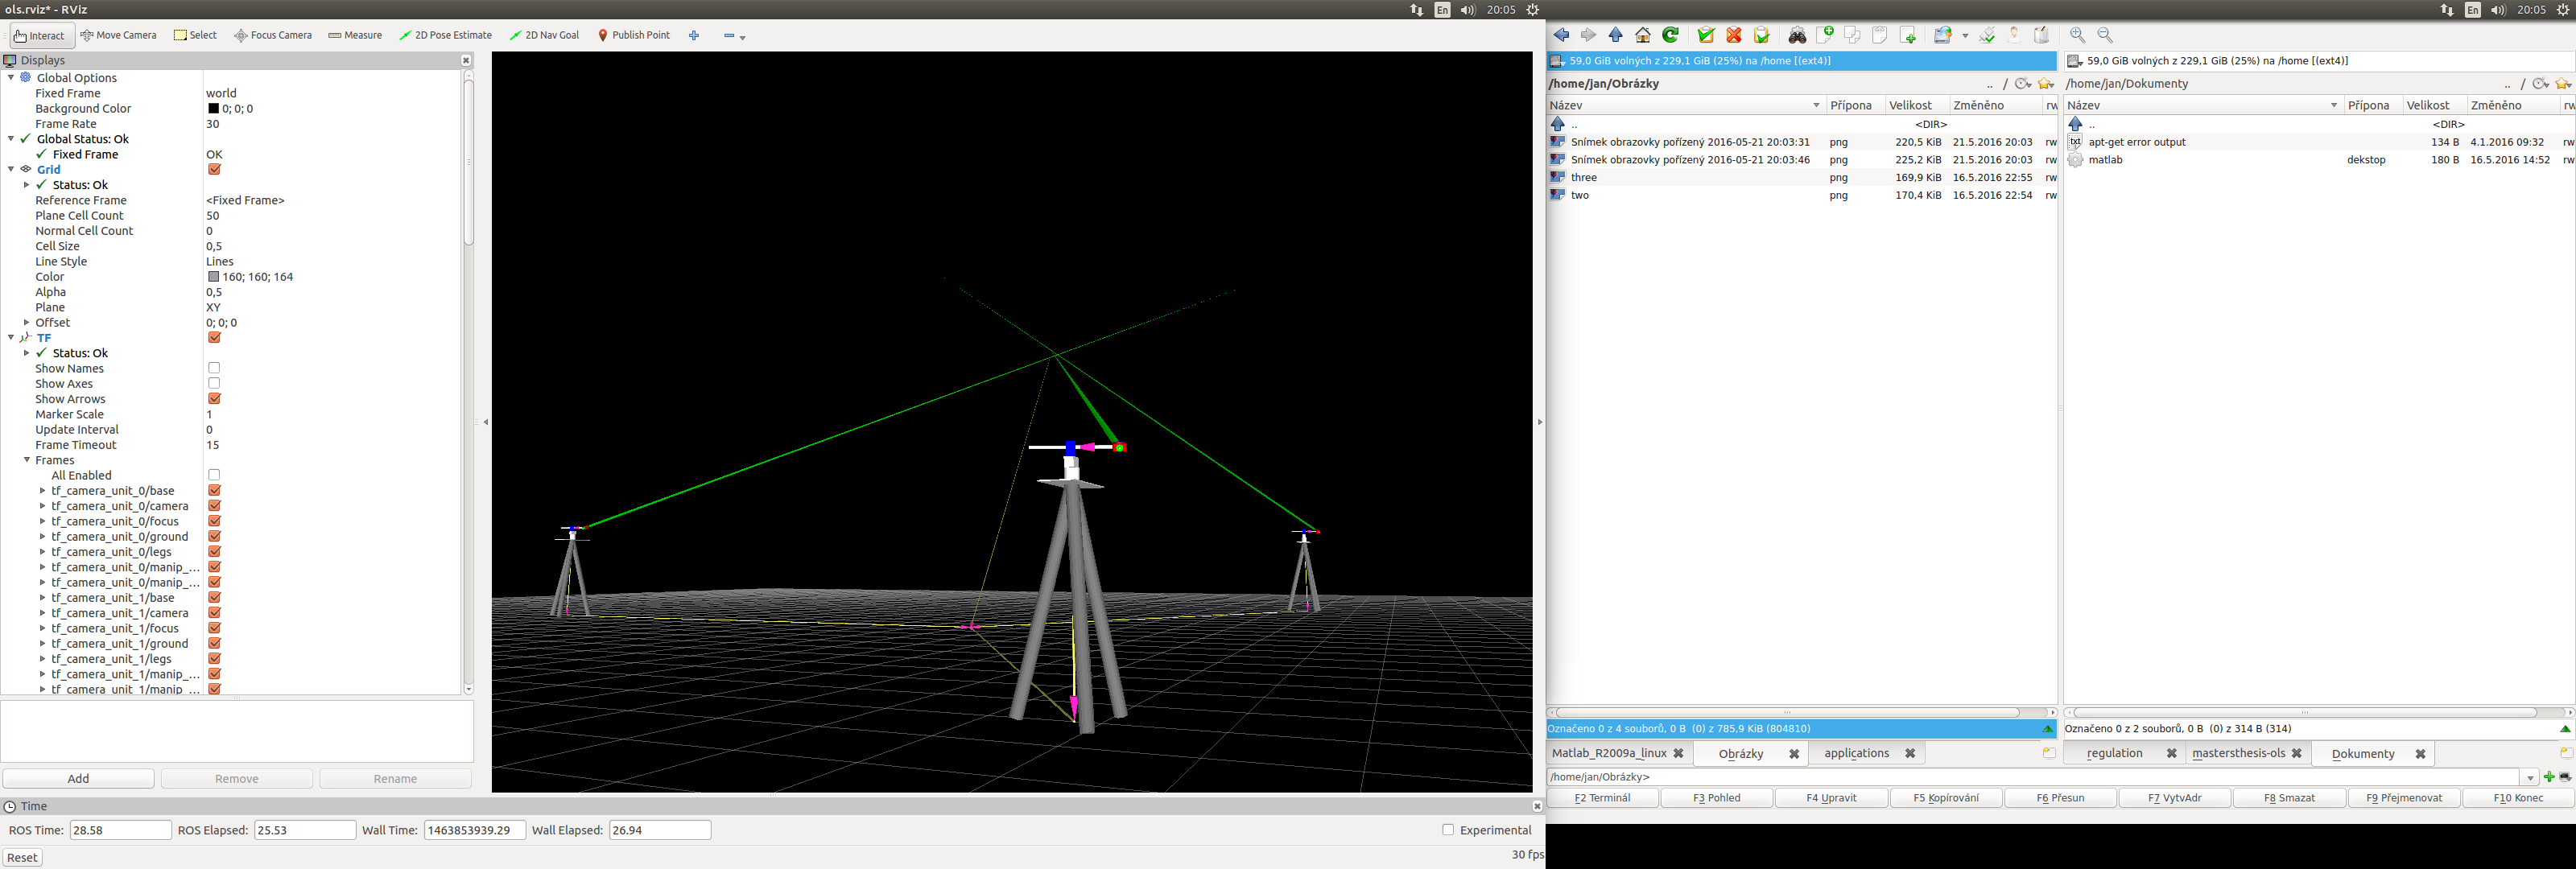 ols.rviz* - RViz
En 20:05
En 20:05
Interact Move Camera Select Focus Camera Measure 2D Pose Estimate 2D Nav Goal Publish Point
Displays
Global Options
Fixed Frame world
Background Color 0; 0; 0
Frame Rate 30
Global Status: Ok
Fixed Frame OK
Grid
Status: Ok
Reference Frame <Fixed Frame>
Plane Cell Count 50
Normal Cell Count 0
Cell Size 0,5
Line Style Lines
Color 160; 160; 164
Alpha 0,5
Plane XY
Offset 0; 0; 0
TF
Status: Ok
Show Names
Show Axes
Show Arrows
Marker Scale 1
Update Interval 0
Frame Timeout 15
Frames
All Enabled
tf_camera_unit_0/base
tf_camera_unit_0/camera
tf_camera_unit_0/focus
tf_camera_unit_0/ground
tf_camera_unit_0/legs
tf_camera_unit_0/manip_...
tf_camera_unit_0/manip_...
tf_camera_unit_1/base
tf_camera_unit_1/camera
tf_camera_unit_1/focus
tf_camera_unit_1/ground
tf_camera_unit_1/legs
tf_camera_unit_1/manip_...
tf_camera_unit_1/manip_...
Add Remove Rename
Time
ROS Time: 28.58 ROS Elapsed: 25.53 Wall Time: 1463853939.29 Wall Elapsed: 26.94 Experimental
Reset 30 fps
59,0 GiB volných z 229,1 GiB (25%) na /home [(ext4)]
/home/jan/Obrázky .. /
Název Přípona Velikost Změněno rw
.. <DIR>
Snímek obrazovky pořízený 2016-05-21 20:03:31 png 220,5 KiB 21.5.2016 20:03 rw
Snímek obrazovky pořízený 2016-05-21 20:03:46 png 225,2 KiB 21.5.2016 20:03 rw
three png 169,9 KiB 16.5.2016 22:55 rw
two png 170,4 KiB 16.5.2016 22:54 rw
Označeno 0 z 4 souborů, 0 B (0) z 785,9 KiB (804810)
Matlab_R2009a_linux Obrázky applications
59,0 GiB volných z 229,1 GiB (25%) na /home [(ext4)]
/home/jan/Dokumenty .. /
Název Přípona Velikost Změněno rw
.. <DIR>
apt-get error output 134 B 4.1.2016 09:32 rw
matlab dekstop 180 B 16.5.2016 14:52 rw
Označeno 0 z 2 souborů, 0 B (0) z 314 B (314)
regulation mastersthesis-ols Dokumenty
/home/jan/Obrázky>
F2 Terminál F3 Pohled F4 Upravit F5 Kopírování F6 Přesun F7 VytvAdr F8 Smazat F9 Přejmenovat F10 Konec